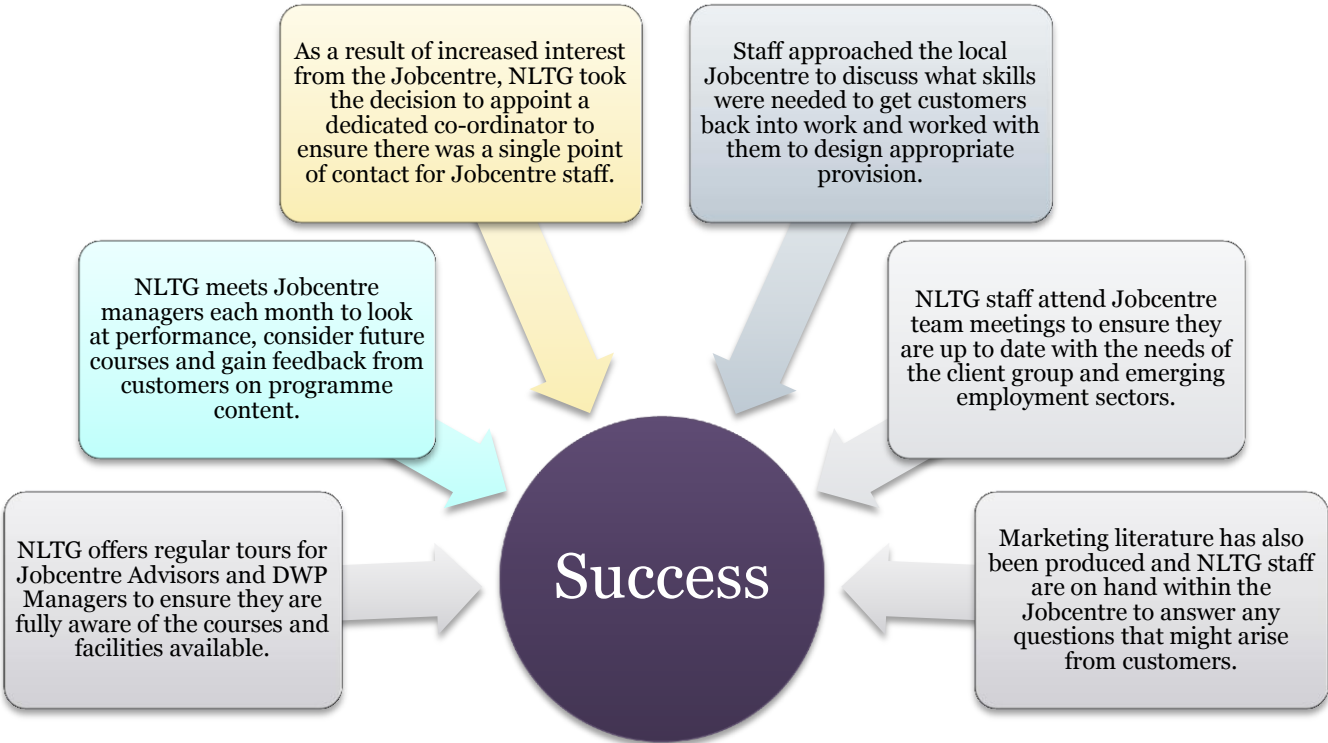 As a result of increased interest
from the Jobcentre, NLTG took
the decision to appoint a
dedicated co-ordinator to
ensure there was a single point
of contact for Jobcentre staff.
Staff approached the local
Jobcentre to discuss what skills
were needed to get customers
back into work and worked with
them to design appropriate
provision.
NLTG meets Jobcentre
managers each month to look
at performance, consider future
courses and gain feedback from
customers on programme
content.
NLTG staff attend Jobcentre
team meetings to ensure they
are up to date with the needs of
the client group and emerging
employment sectors.
NLTG offers regular tours for
Jobcentre Advisors and DWP
Managers to ensure they are
fully aware of the courses and
facilities available.
Success
Marketing literature has also
been produced and NLTG staff
are on hand within the
Jobcentre to answer any
questions that might arise
from customers.